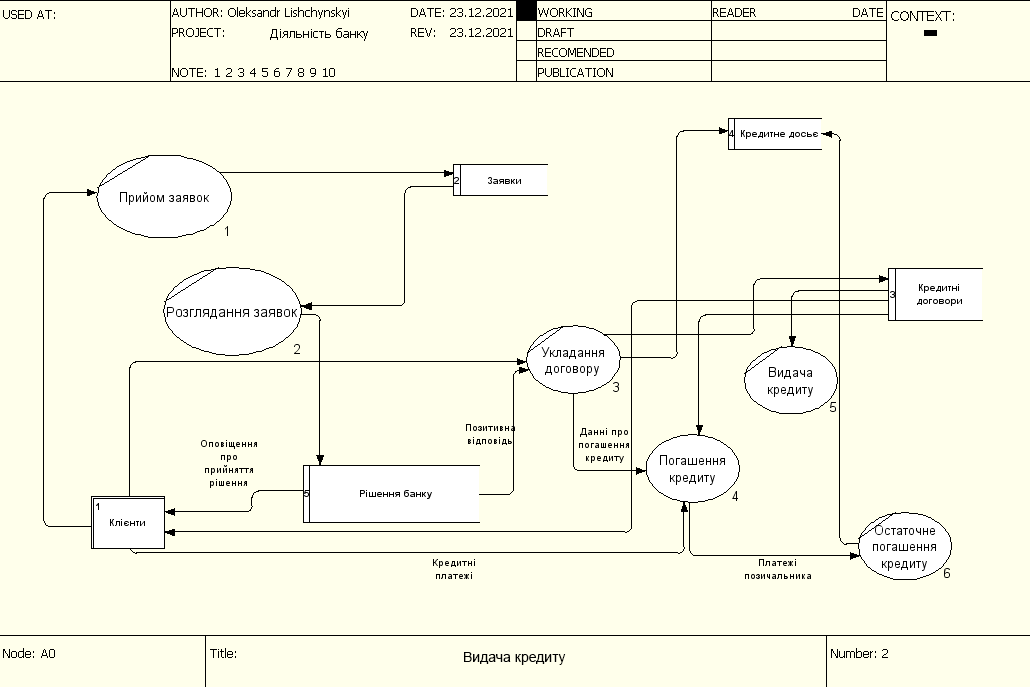 USED AT:
AUTHOR: Oleksandr Lishchynskyi
DATE: 23.12.2021
PROJECT: Діяльність банку
REV: 23.12.2021
NOTE: 1 2 3 4 5 6 7 8 9 10
WORKING
DRAFT
RECOMENDED
PUBLICATION
READER DATE
CONTEXT:
4 Кредитне досьє
2 Заявки
Прийом заявок
1
3
Кредитні
договори
Розглядання заявок
2
Укладання
договору
3
Видача
кредиту
5
Позитивна
відповідь
Данні про
погашення
кредиту
Оповіщення
про
прийняття
рішення
Погашення
кредиту
4
5 Рішення банку
1
Клієнти
Остаточне
погашення
кредиту
6
Кредитні
платежі
Платежі
позичальника
Node: A0
Title:
Видача кредиту
Number: 2